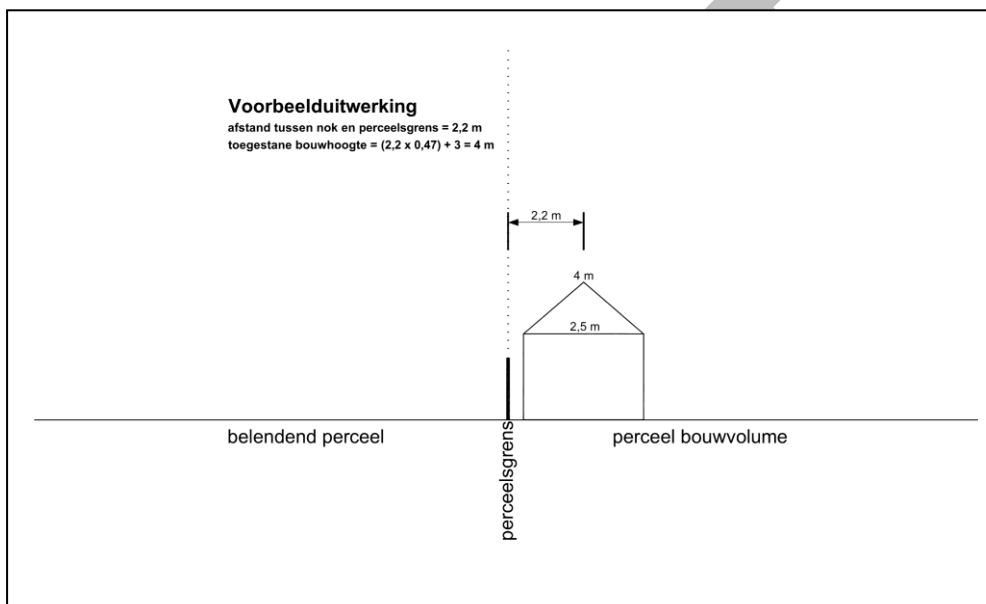 Voorbeelduitwerking
afstand tussen nok en perceelsgrens = 2,2 m
toegestane bouwhoogte = (2,2 x 0,47) + 3 = 4 m
2,2 m
4 m
2,5 m
belendend perceel
perceelsgrens
perceel bouwvolume